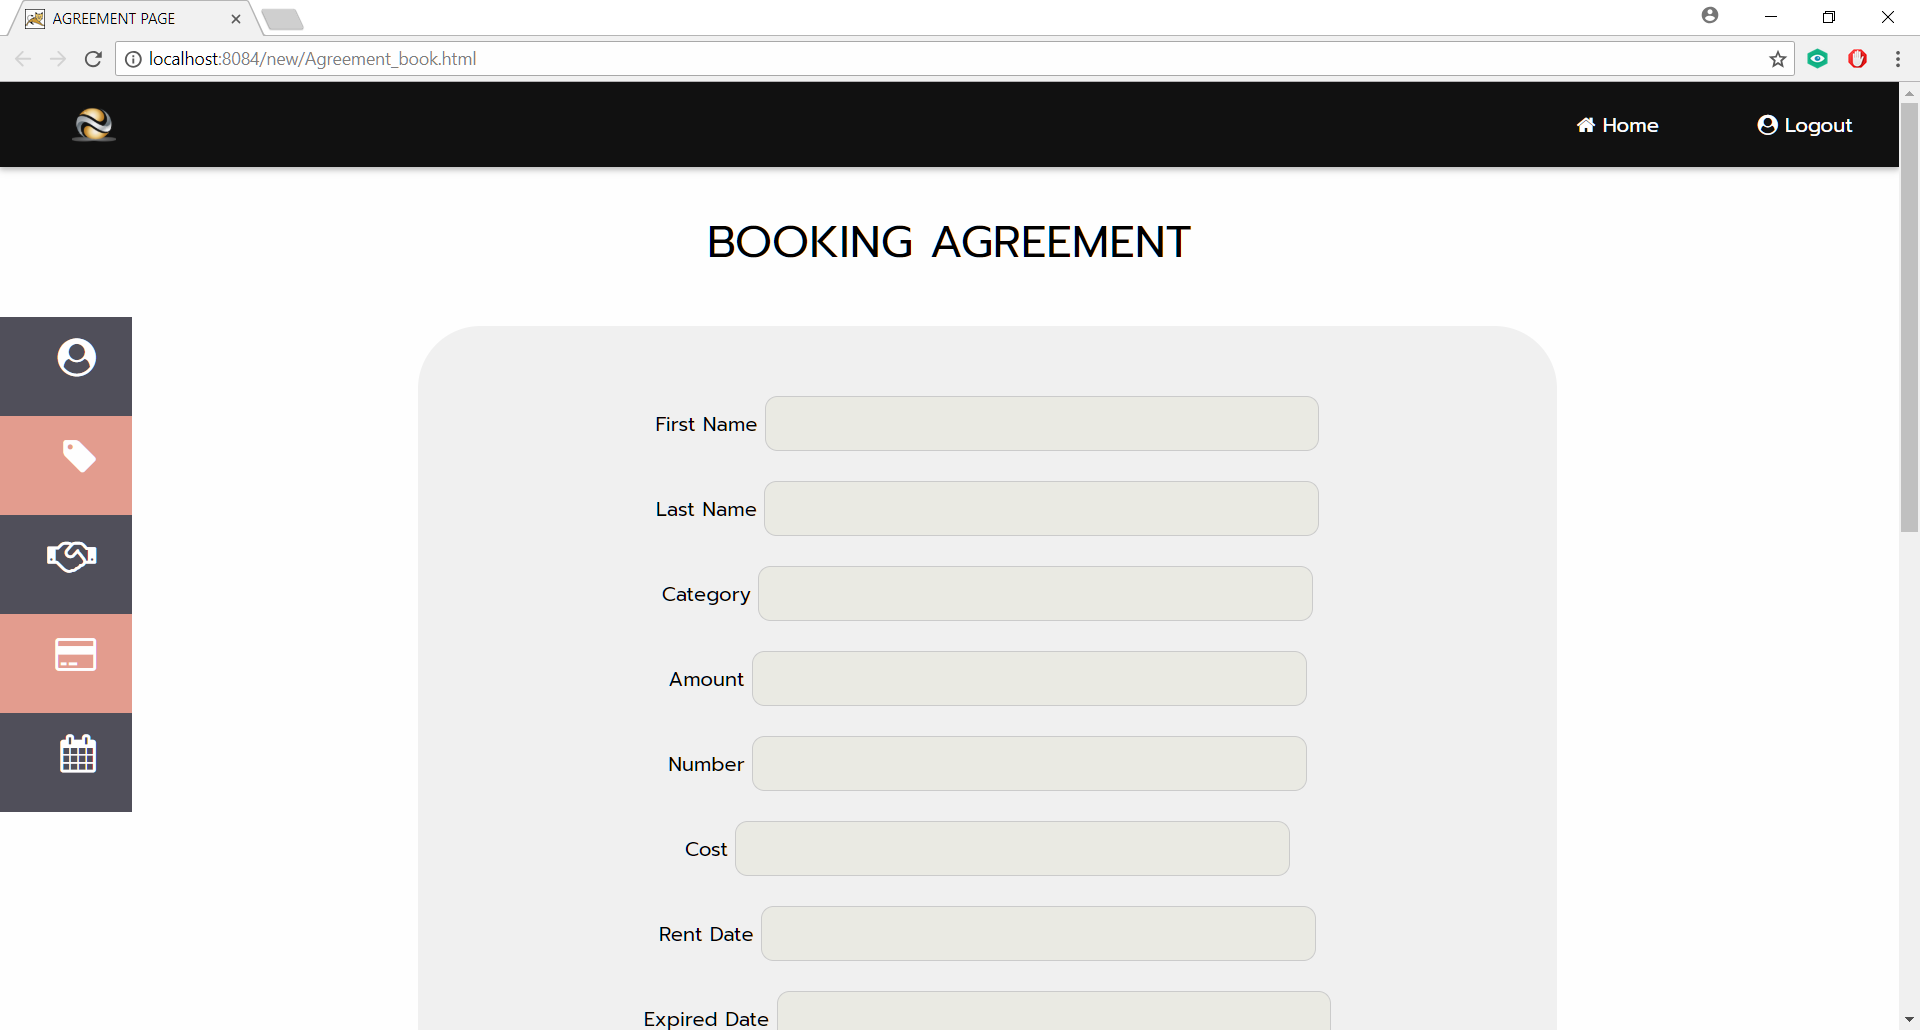 AGREEMENT PAGE
localhost:8084/new/Agreement_book.html
Home
Logout
BOOKING AGREEMENT
First Name
Last Name
Category
Amount
Number
Cost
Rent Date
Expired Date